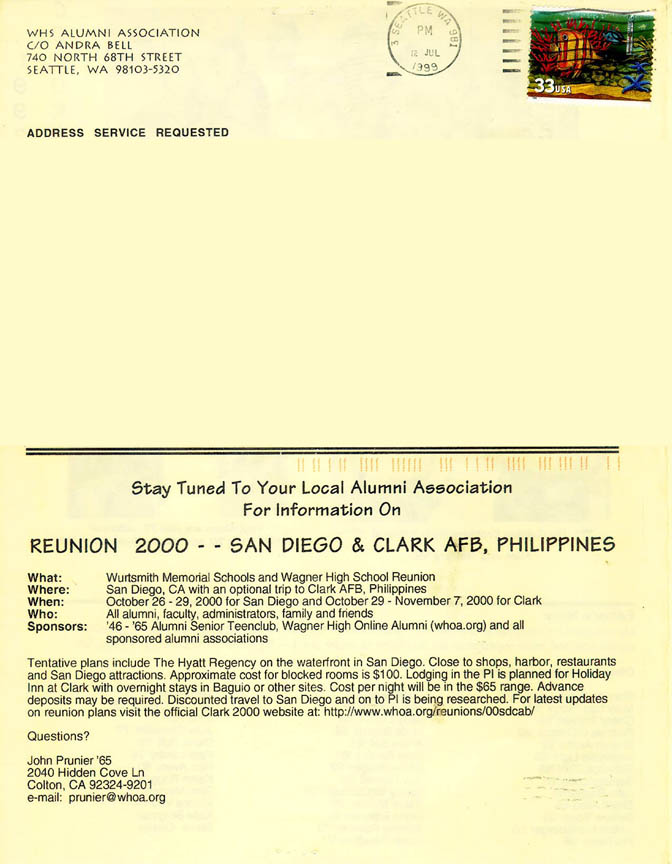 WHS ALUMNI ASSOCIATION
C/O ANDRA BELL
740 NORTH 68TH STREET
SEATTLE, WA 98103-5320
SEATTLE WA 981 3
PM
12 JUL
1999
33USA
ADDRESS SERVICE REQUESTED
Stay Tuned To Your Local Alumni Association
For Information On
REUNION 2000 - - SAN DIEGO & CLARK AFB, PHILIPPINES
What: Wurtsmith Memorial Schools and Wagner High School Reunion
Where: San Diego, CA with an optional trip to Clark AFB, Philippines
When: October 26 - 29, 2000 for San Diego and October 29 - November 7, 2000 for Clark
Who: All alumni, faculty, administrators, family and friends
Sponsors: '46 - '65 Alumni Senior Teenclub, Wagner High Online Alumni (whoa.org) and all
sponsored alumni associations
Tentative plans include The Hyatt Regency on the waterfront in San Diego. Close to shops, harbor, restaurants
and San Diego attractions. Approximate cost for blocked rooms is $100. Lodging in the PI is planned for Holiday
Inn at Clark with overnight stays in Baguio or other sites. Cost per night will be in the $65 range. Advance
deposits may be required. Discounted travel to San Diego and on to PI is being researched. For latest updates
on reunion plans visit the official Clark 2000 website at: http://www.whoa.org/reunions/00sdcab/
Questions?
John Prunier '65
2040 Hidden Cove Ln
Colton, CA 92324-9201
e-mail: prunier@whoa.org